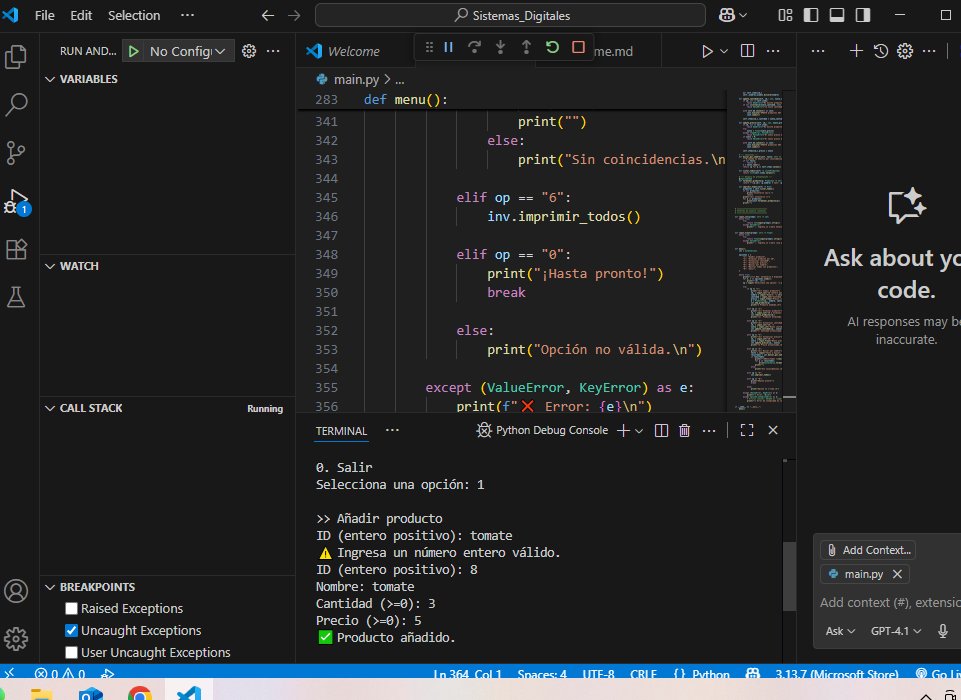 File Edit Selection ··· Sistemas_Digitales
RUN AND... No Config
Welcome
me.md
VARIABLES
main.py > ...
283 def menu():
341 print("")
342 else:
343 print("Sin coincidencias.\n
344
345 elif op == "6":
346 inv.imprimir_todos()
347
348 elif op == "0":
349 print("¡Hasta pronto!")
350 break
351
352 else:
353 print("Opción no válida.\n")
354
355 except (ValueError, KeyError) as e:
356 print(f"❌ Error: {e}\n")
1
WATCH
CALL STACK Running
BREAKPOINTS
Raised Exceptions
Uncaught Exceptions
User Uncaught Exceptions
TERMINAL ··· Python Debug Console
0. Salir
Selecciona una opción: 1
>> Añadir producto
ID (entero positivo): tomate
⚠️ Ingresa un número entero válido.
ID (entero positivo): 8
Nombre: tomate
Cantidad (>=0): 3
Precio (>=0): 5
✅ Producto añadido.
Ask about yo
code.
AI responses may be
inaccurate.
Add Context...
main.py
Add context (#), extensio
Ask GPT-4.1
0 0 Ln 364, Col 1 Spaces: 4 UTF-8 CRLF {} Python 3.13.7 (Microsoft Store) Go Li